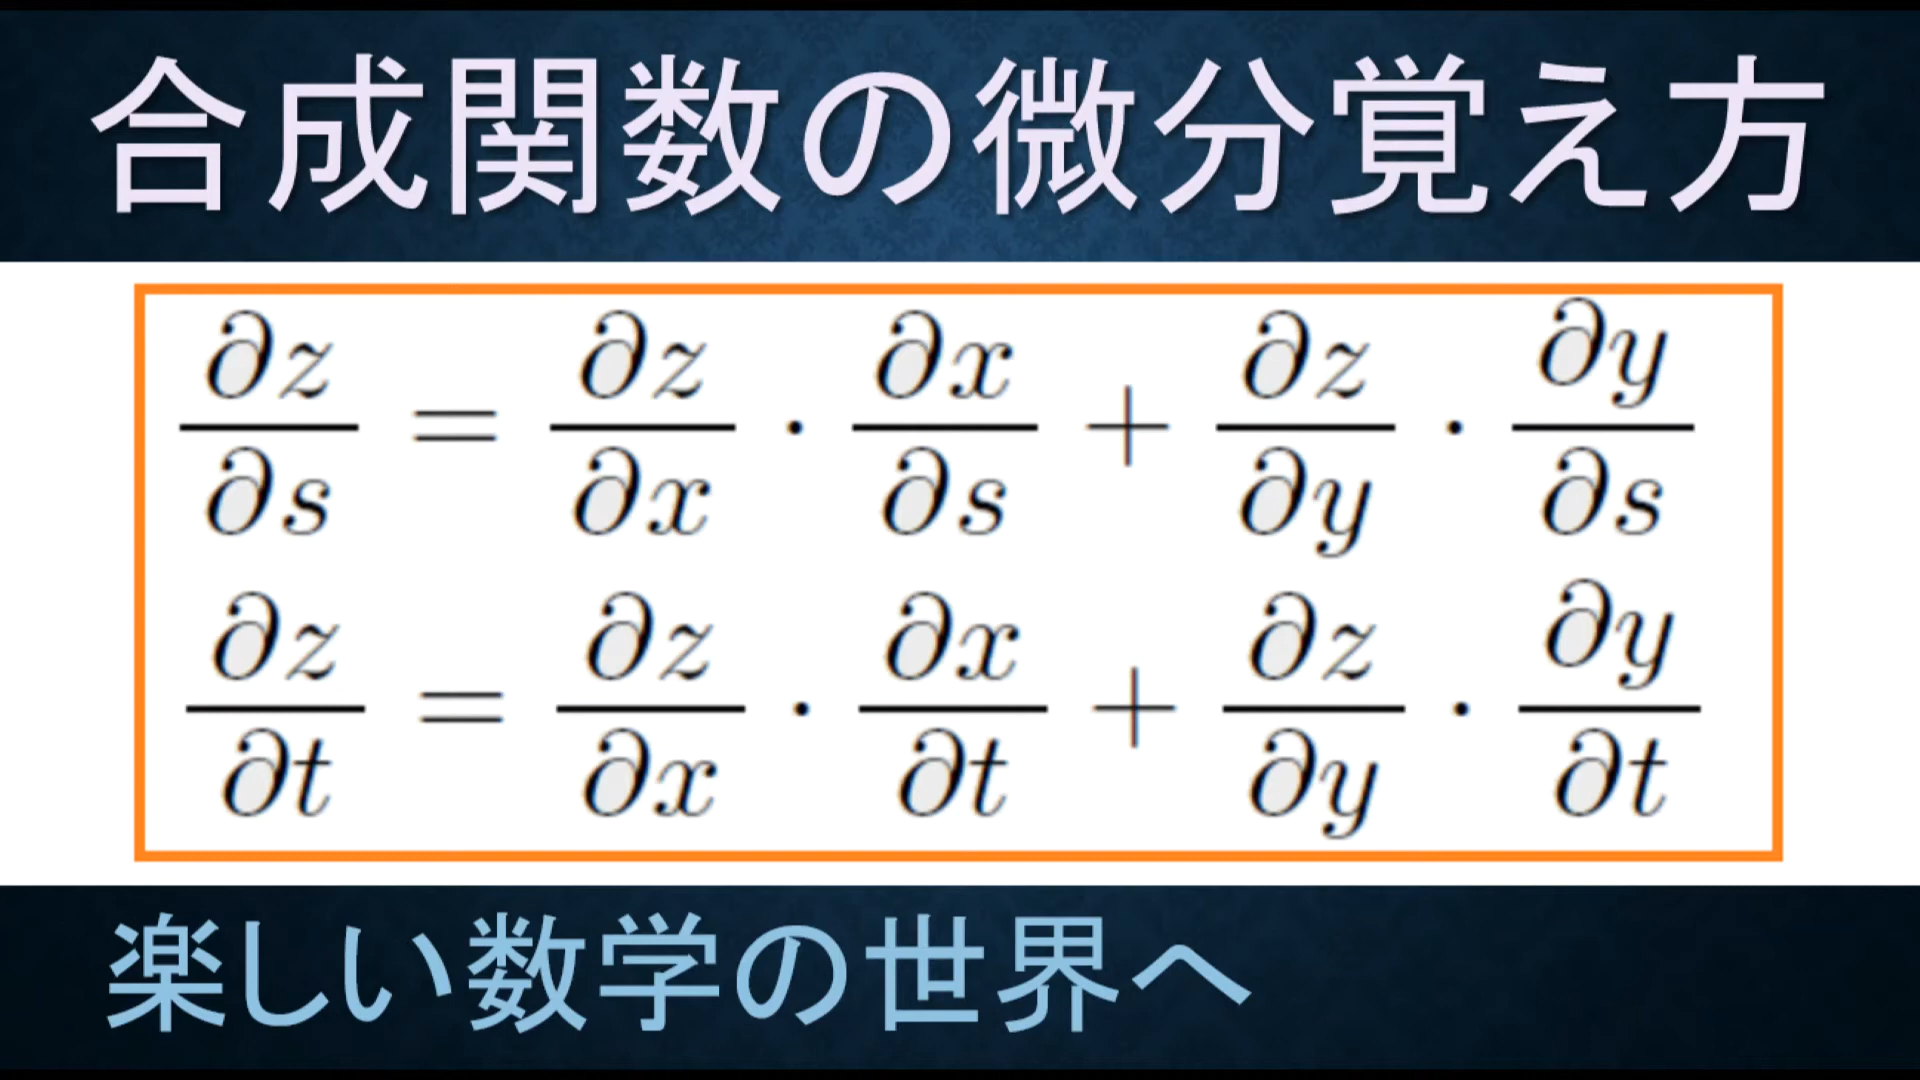 合成関数の微分覚え方
∂z/∂s = ∂z/∂x · ∂x/∂s + ∂z/∂y · ∂y/∂s
∂z/∂t = ∂z/∂x · ∂x/∂t + ∂z/∂y · ∂y/∂t
楽しい数学の世界へ